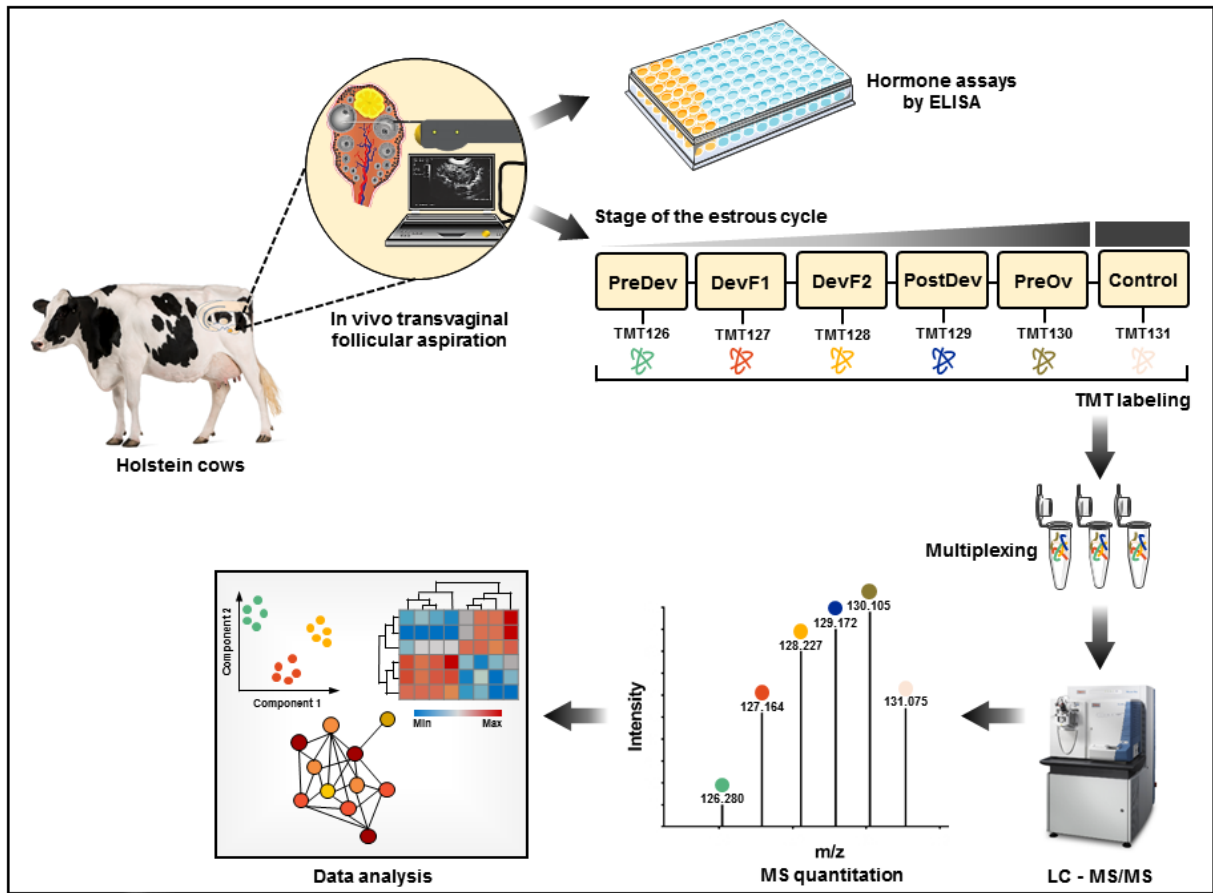 Hormone assays
by ELISA
Stage of the estrous cycle
PreDev
DevF1
DevF2
PostDev
PreOv
Control
TMT126
TMT127
TMT128
TMT129
TMT130
TMT131
In vivo transvaginal
follicular aspiration
TMT labeling
Holstein cows
Multiplexing
Component 2
Component 1
Min
Max
Intensity
126.280
127.164
128.227
129.172
130.105
131.075
m/z
MS quantitation
Data analysis
LC - MS/MS